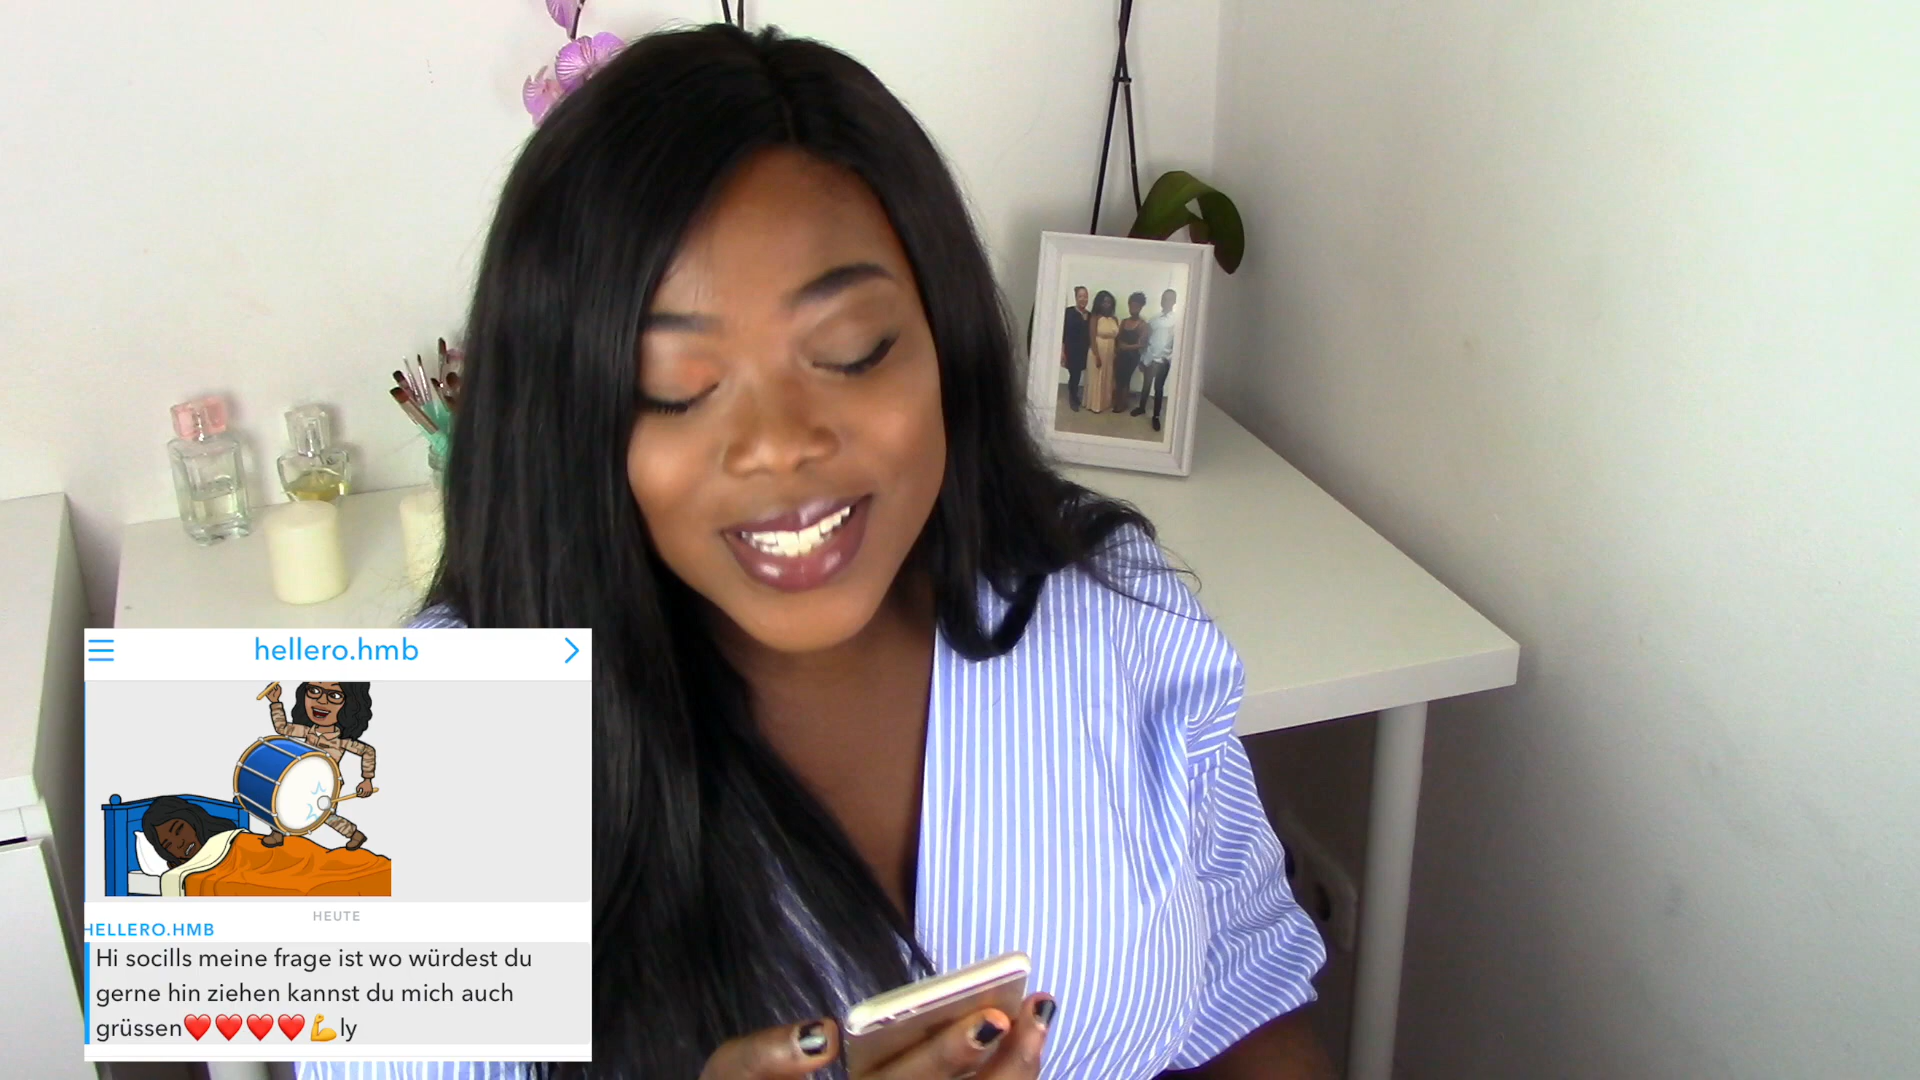 hellero.hmb
HEUTE
HELLERO.HMB
Hi socills meine frage ist wo würdest du
gerne hin ziehen kannst du mich auch
grüssen❤️❤️❤️❤️💪ly